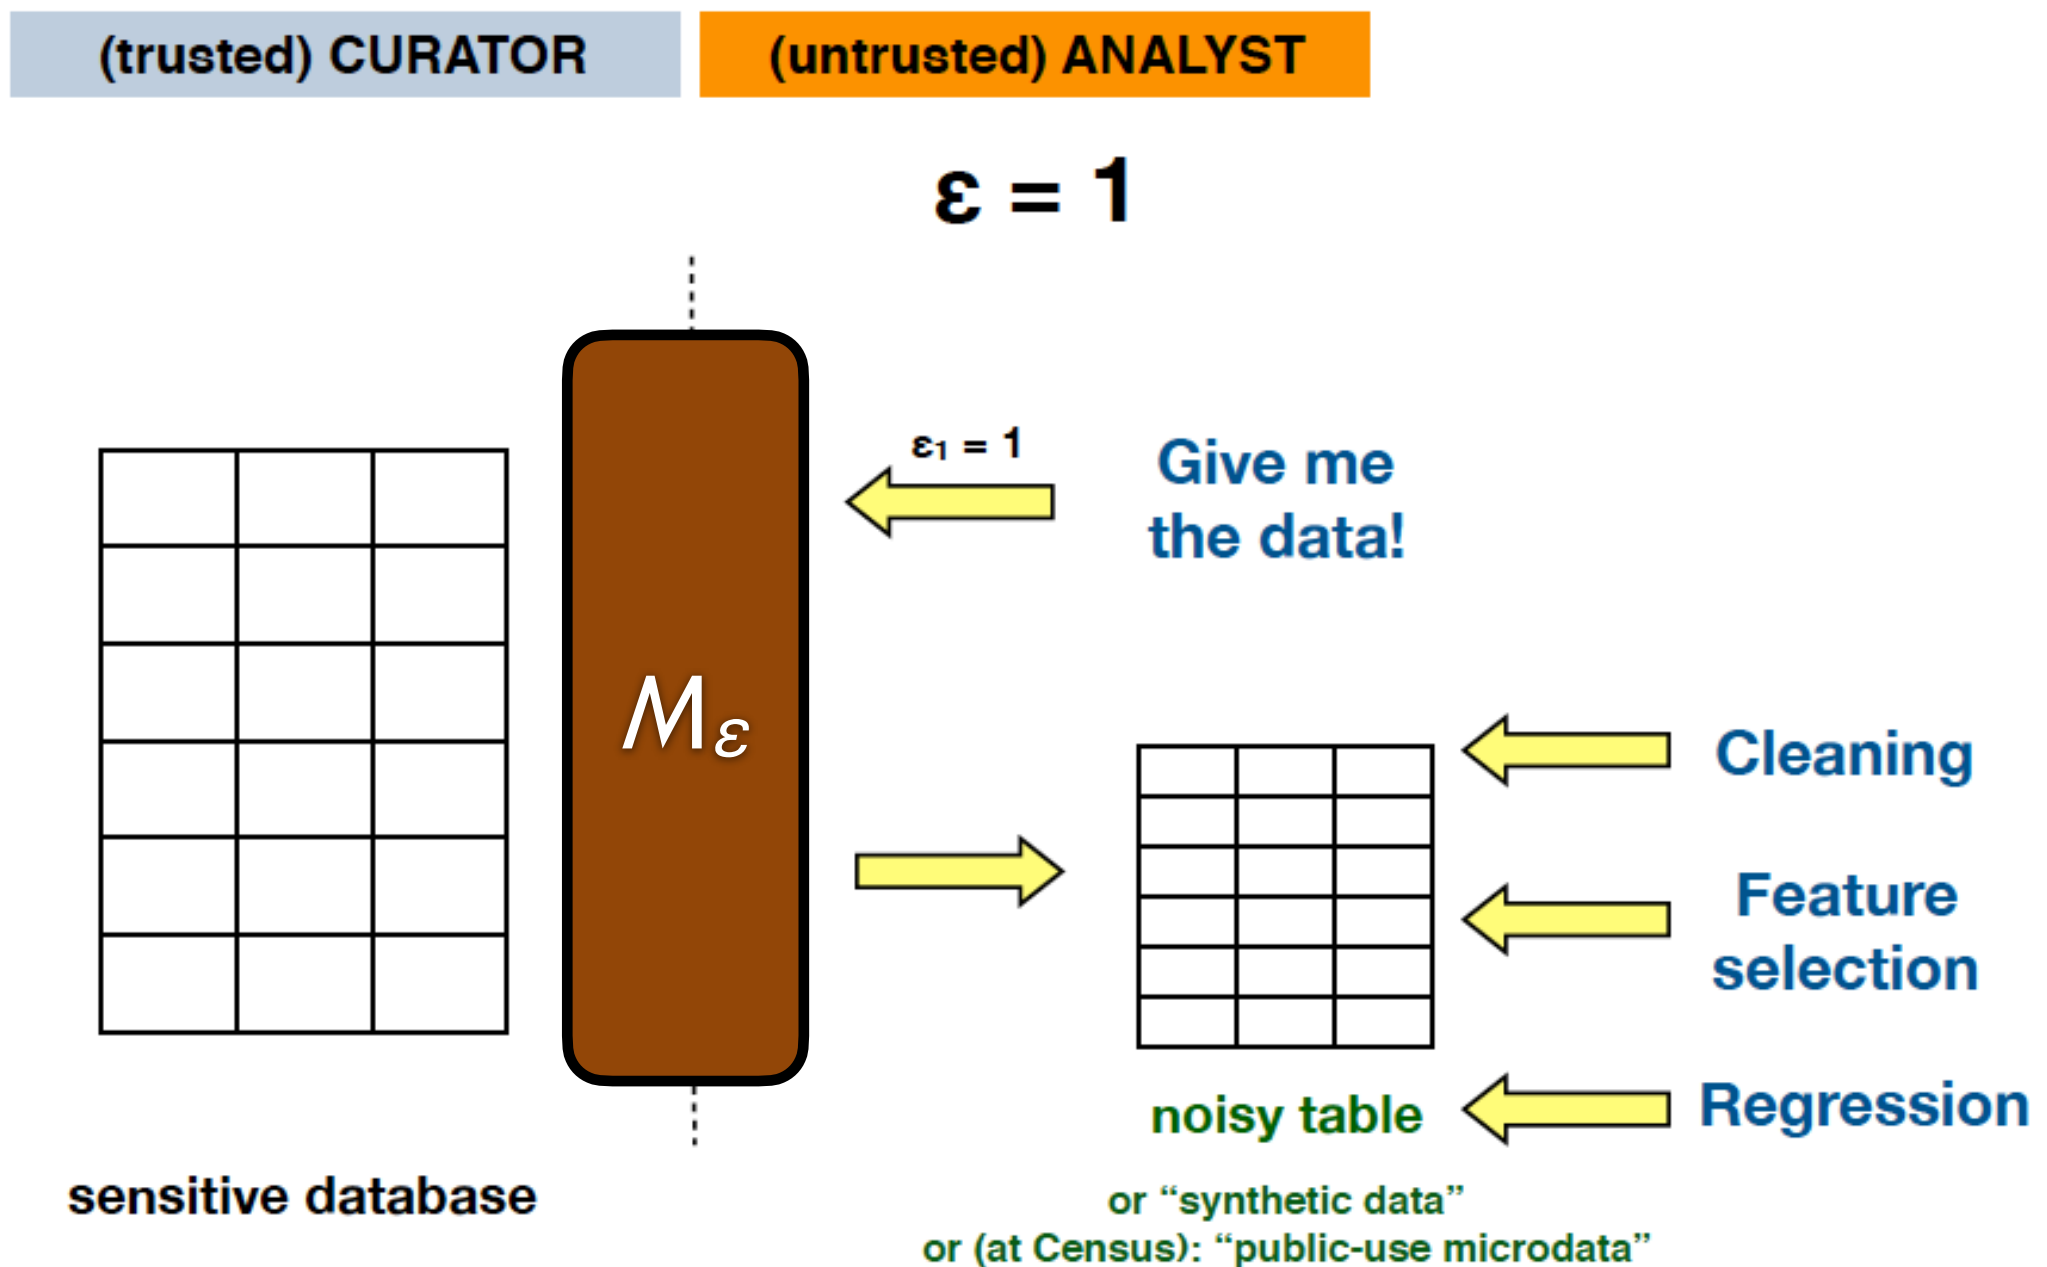 (trusted) CURATOR
(untrusted) ANALYST
ε = 1
ε₁ = 1
Give me
the data!
Mε
Cleaning
Feature
selection
Regression
noisy table
sensitive database
or “synthetic data”
or (at Census): “public-use microdata”